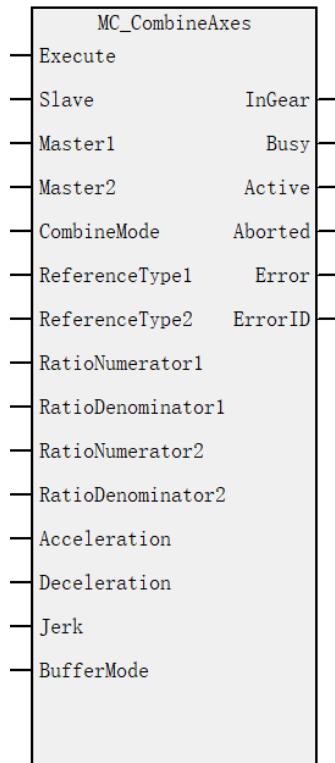 MC_CombineAxes
Execute
Slave InGear
Master1 Busy
Master2 Active
CombineMode Aborted
ReferenceType1 Error
ReferenceType2 ErrorID
RatioNumerator1
RatioDenominator1
RatioNumerator2
RatioDenominator2
Acceleration
Deceleration
Jerk
BufferMode